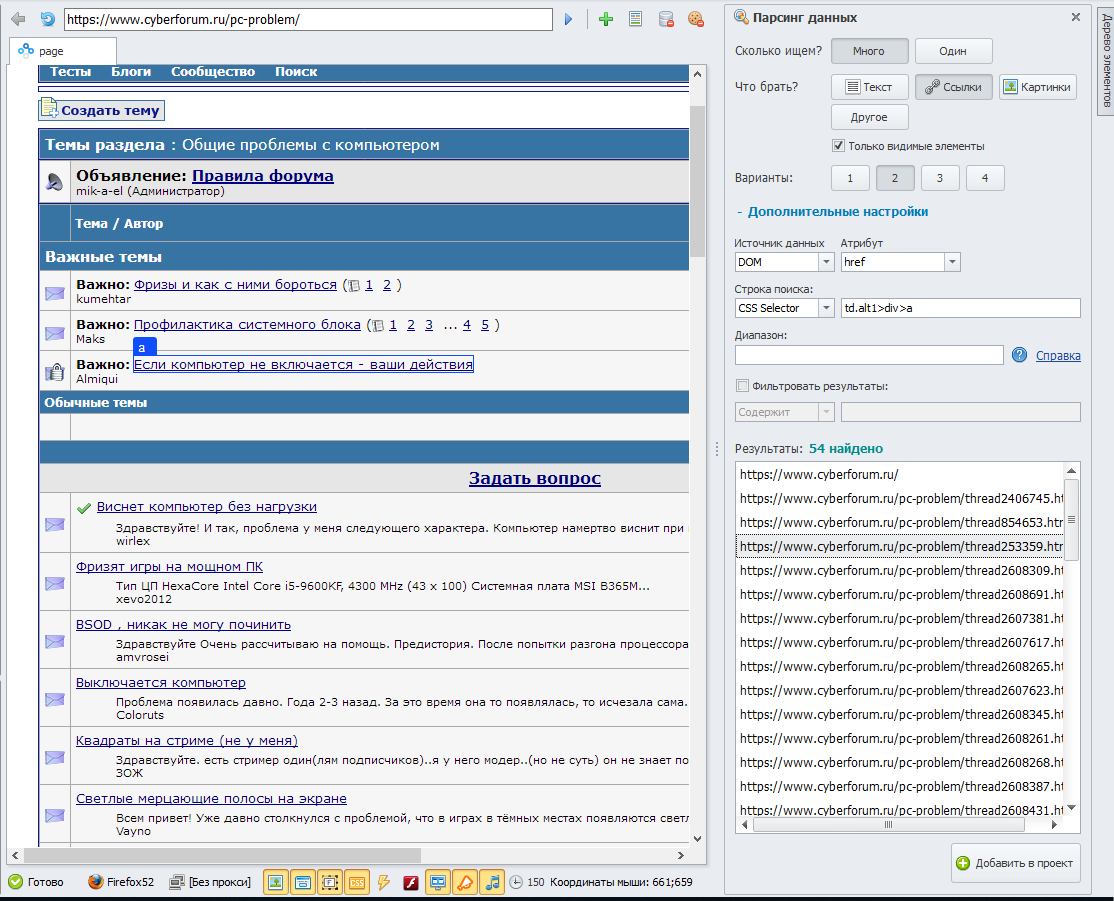 https://www.cyberforum.ru/pc-problem/
page
Тесты Блоги Сообщество Поиск
Создать тему
Темы раздела : Общие проблемы с компьютером
Объявление: Правила форума
mik-a-el (Администратор)
Тема / Автор
Важные темы
Важно: Фризы и как с ними бороться ( 1 2 )
kumehtar
Важно: Профилактика системного блока ( 1 2 3 ... 4 5 )
Maks
a
Важно: Если компьютер не включается - ваши действия
Almiqui
Обычные темы
Задать вопрос
Виснет компьютер без нагрузки
Здравствуйте! И так, проблема у меня следующего характера. Компьютер намертво виснит при
wirlex
Фризят игры на мощном ПК
Тип ЦП HexaCore Intel Core i5-9600KF, 4300 MHz (43 x 100) Системная плата MSI B365M...
xevo2012
BSOD , никак не могу починить
Здравствуйте Очень рассчитываю на помощь. Предистория. После попытки разгона процессора
amvrosei
Выключается компьютер
Проблема появилась давно. Года 2-3 назад. За это время она то появлялась, то исчезала сама.
Coloruts
Квадраты на стриме (не у меня)
Здравствуйте. есть стример один(лям подписчиков)..я у него модер..(но не суть) он не знает по
ЗОЖ
Светлые мерцающие полосы на экране
Всем привет! Уже давно столкнулся с проблемой, что в играх в тёмных местах появляются светл
Vayno
Готово Firefox52 [Без прокси] CSS 150 Координаты мыши: 661;659
Парсинг данных
Сколько ищем? Много Один
Что брать? Текст Ссылки Картинки
Другое
Только видимые элементы
Варианты: 1 2 3 4
- Дополнительные настройки
Источник данных Атрибут
DOM href
Строка поиска:
CSS Selector td.alt1>div>a
Диапазон:
? Справка
Фильтровать результаты:
Содержит
Результаты: 54 найдено
https://www.cyberforum.ru/
https://www.cyberforum.ru/pc-problem/thread2406745.ht
https://www.cyberforum.ru/pc-problem/thread854653.htm
https://www.cyberforum.ru/pc-problem/thread253359.htm
https://www.cyberforum.ru/pc-problem/thread2608309.ht
https://www.cyberforum.ru/pc-problem/thread2608691.ht
https://www.cyberforum.ru/pc-problem/thread2607381.ht
https://www.cyberforum.ru/pc-problem/thread2607617.ht
https://www.cyberforum.ru/pc-problem/thread2608265.ht
https://www.cyberforum.ru/pc-problem/thread2607623.ht
https://www.cyberforum.ru/pc-problem/thread2608345.ht
https://www.cyberforum.ru/pc-problem/thread2608261.ht
https://www.cyberforum.ru/pc-problem/thread2608268.ht
https://www.cyberforum.ru/pc-problem/thread2608387.ht
https://www.cyberforum.ru/pc-problem/thread2608431.ht
Добавить в проект
Дерево элементов